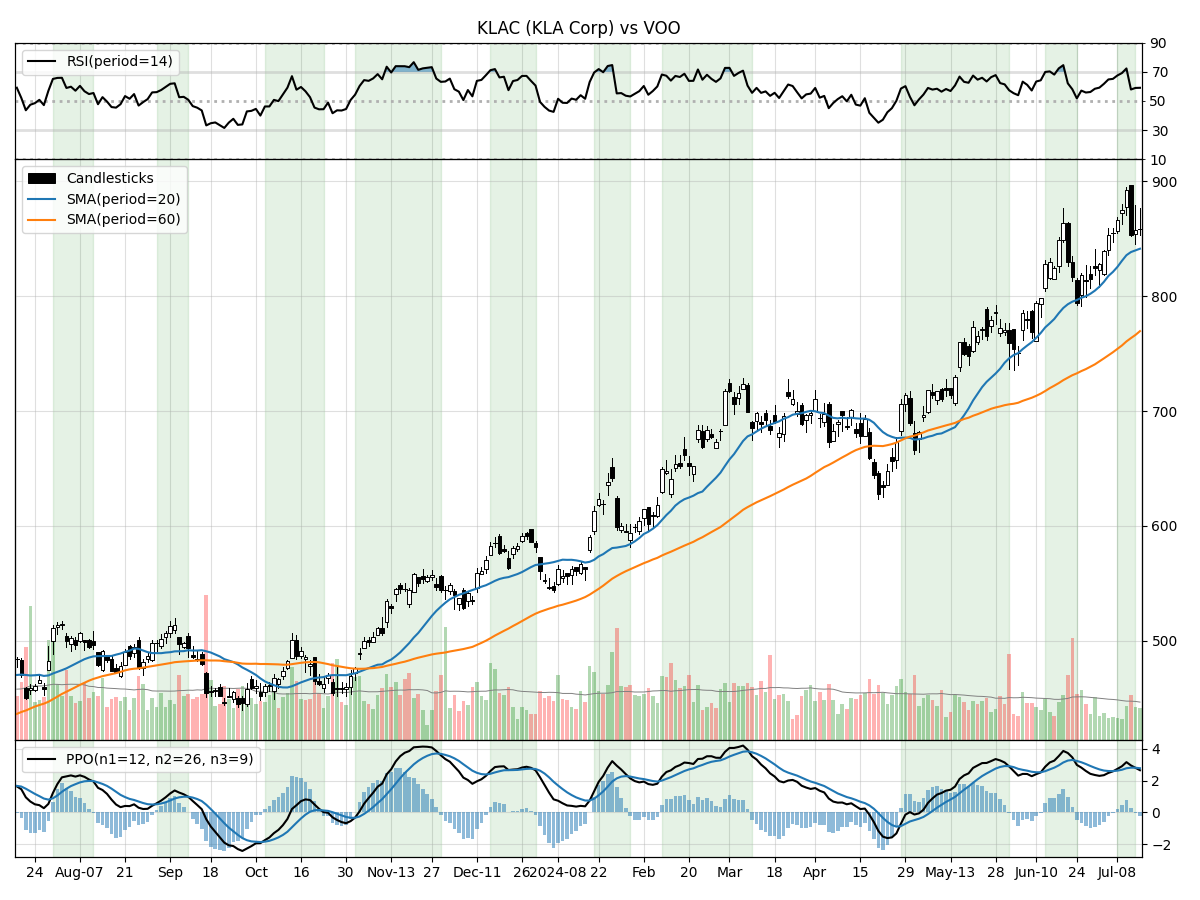 KLAC (KLA Corp) vs VOO
RSI(period=14)
90
70
50
30
10
Candlesticks
SMA(period=20)
SMA(period=60)
900
800
700
600
500
PPO(n1=12, n2=26, n3=9)
4
2
0
−2
24 Aug-07 21 Sep 18 Oct 16 30 Nov-13 27 Dec-11 26 2024-08 22 Feb 20 Mar 18 Apr 15 29 May-13 28 Jun-10 24 Jul-08